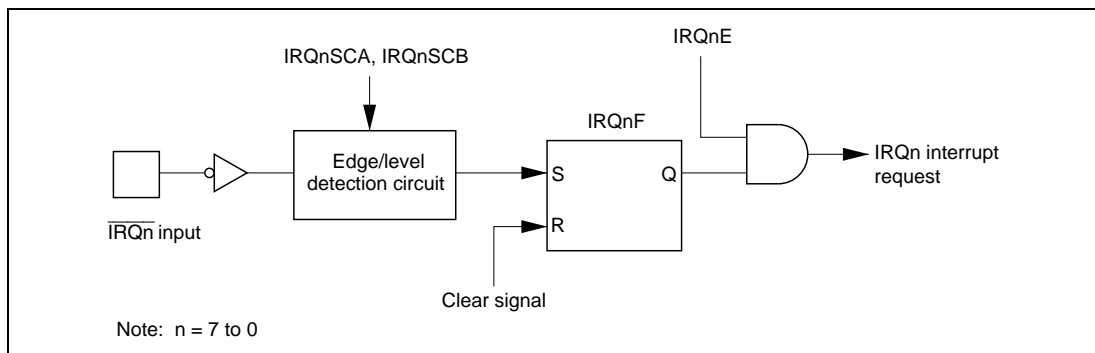 IRQnE
IRQnSCA, IRQnSCB
IRQnF
Edge/level
detection circuit
S
Q
IRQn interrupt
request
R
IRQn input
Clear signal
Note: n = 7 to 0